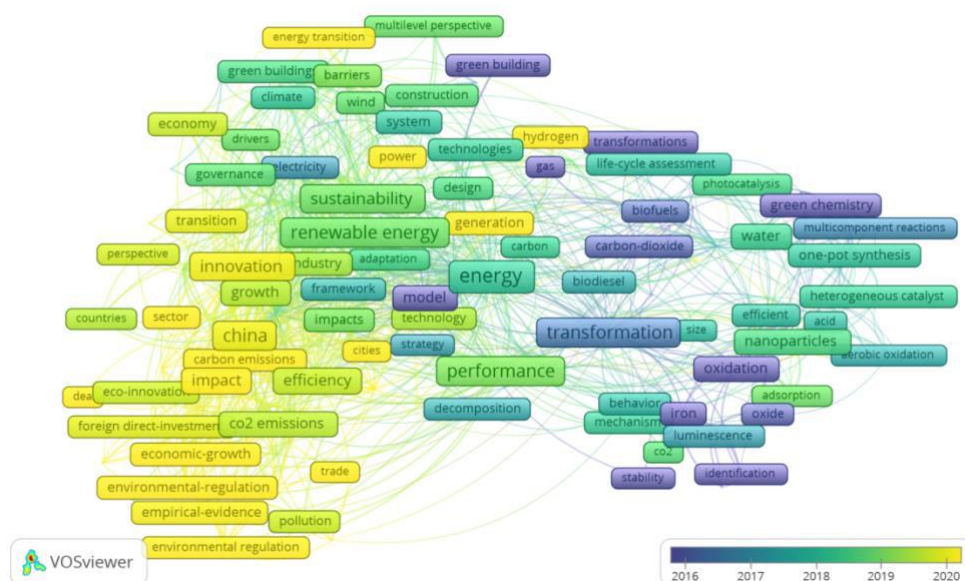 energy transition
multilevel perspective
green building
green buildings
barriers
climate
wind
construction
economy
system
drivers
hydrogen
transformations
electricity
power
technologies
gas
life-cycle assessment
governance
design
photocatalysis
sustainability
green chemistry
transition
generation
biofuels
multicomponent reactions
renewable energy
water
perspective
carbon
carbon-dioxide
one-pot synthesis
innovation
industry
adaptation
energy
growth
framework
biodiesel
model
heterogeneous catalyst
countries
sector
impacts
technology
efficient
acid
china
transformation
size
nanoparticles
carbon emissions
cities
strategy
aerobic oxidation
impact
efficiency
performance
oxidation
eco-innovation
adsorption
behavior
decomposition
iron
oxide
foreign direct-investment
co2 emissions
mechanism
luminescence
economic-growth
co2
trade
stability
identification
environmental-regulation
empirical-evidence
pollution
environmental regulation
VOSviewer
2016 2017 2018 2019 2020